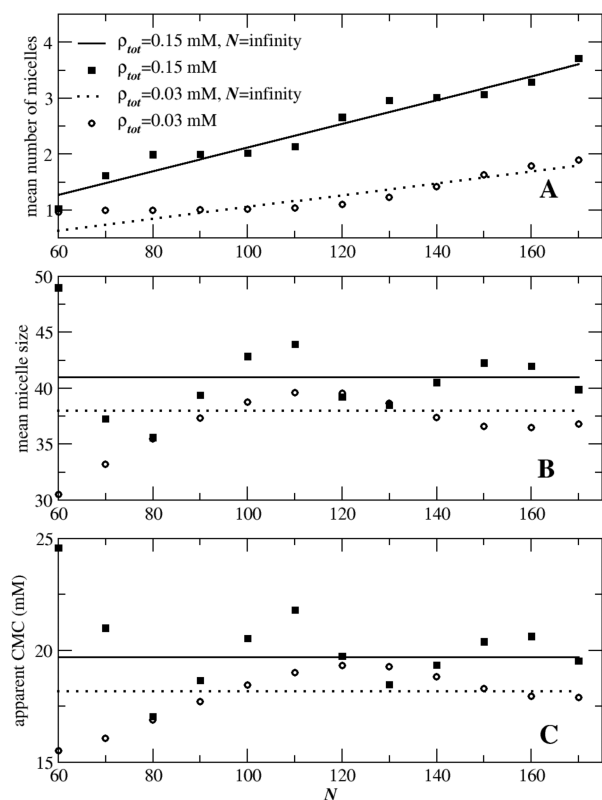 ρtot=0.15 mM, N=infinity
ρtot=0.15 mM
ρtot=0.03 mM, N=infinity
ρtot=0.03 mM
4
3
2
1
mean number of micelles
A
60 80 100 120 140 160
50
45
40
35
30
mean micelle size
B
60 80 100 120 140 160
25
20
15
apparent CMC (mM)
C
60 80 100 120 140 160
N